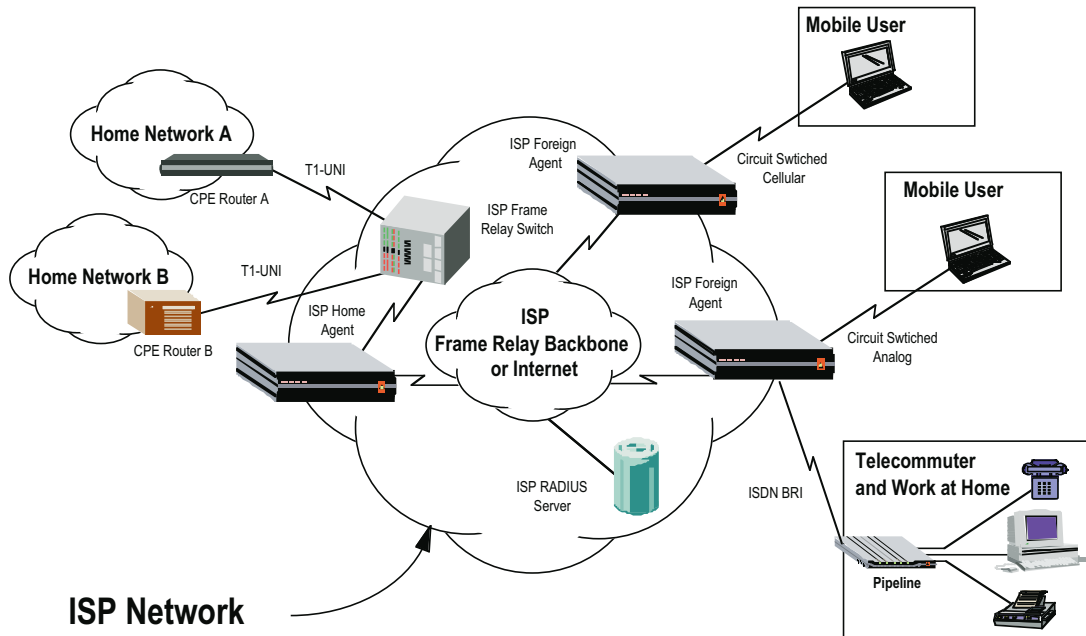 Mobile User
Home Network A
CPE Router A
T1-UNI
ISP Foreign
Agent
Circuit Swtiched
Cellular
ISP Frame
Relay Switch
Mobile User
Home Network B
CPE Router B
T1-UNI
ISP Home
Agent
ISP
Frame Relay Backbone
or Internet
ISP Foreign
Agent
Circuit Swtiched
Analog
ISP RADIUS
Server
ISDN BRI
Telecommuter
and Work at Home
Pipeline
ISP Network